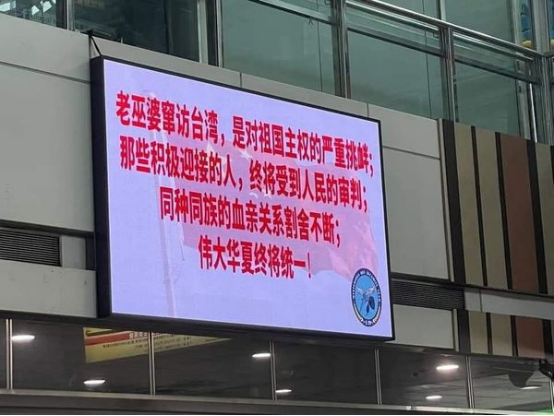 老巫婆窜访台湾，是对祖国主权的严重挑衅；
那些积极迎接的人，终将受到人民的审判；
同种同族的血亲关系割舍不断；
伟大华夏终将统一！